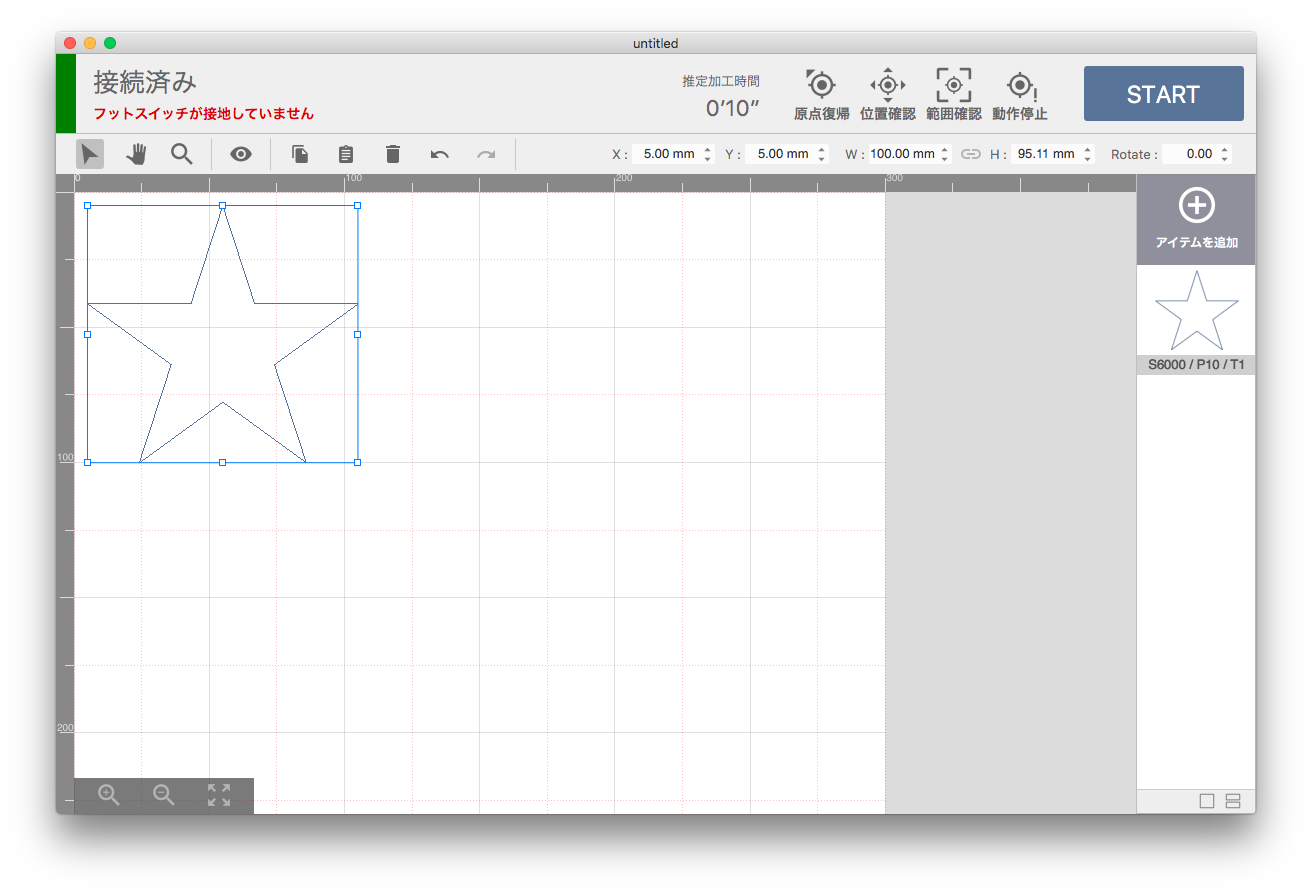 untitled
接続済み
フットスイッチが接地していません
推定加工時間
0’10”
原点復帰 位置確認 範囲確認 動作停止
START
X : 5.00 mm Y : 5.00 mm W : 100.00 mm H : 95.11 mm Rotate : 0.00
0 100 200 300
アイテムを追加
S6000 / P10 / T1
100
200